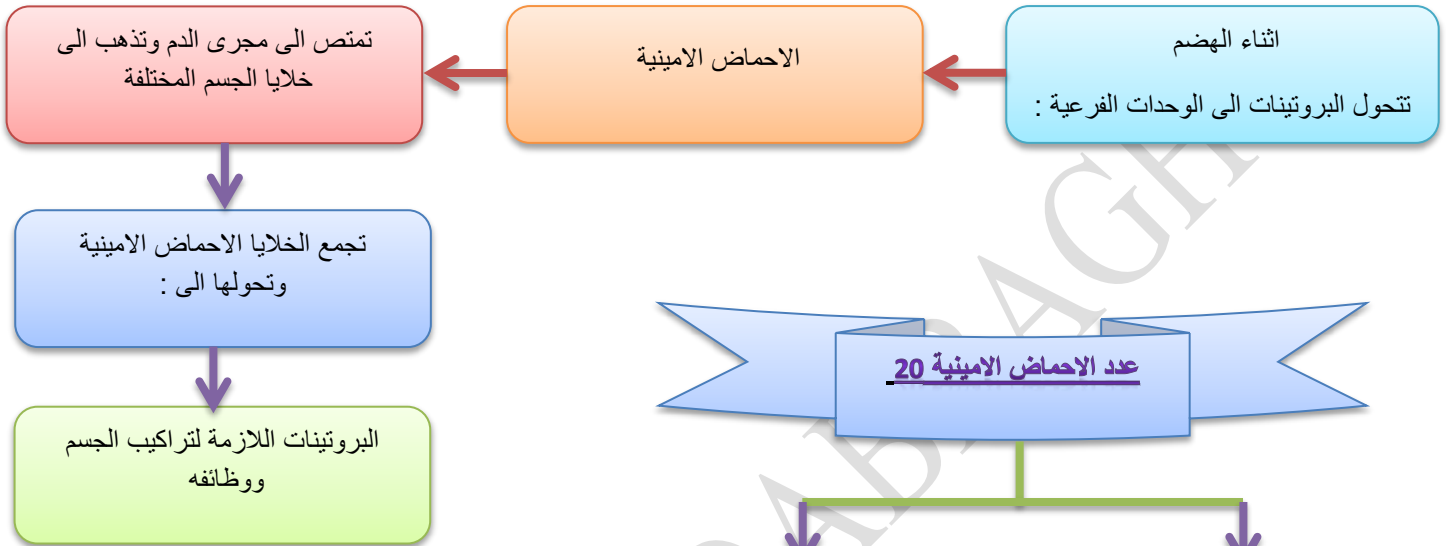 اثناء الهضم
تتحول البروتينات الى الوحدات الفرعية :
الاحماض الامينية
تمتص الى مجرى الدم وتذهب الى
خلايا الجسم المختلفة
تجمع الخلايا الاحماض الامينية
وتحولها الى :
البروتينات اللازمة لتراكيب الجسم
ووظائفه
عدد الاحماض الامينية 20